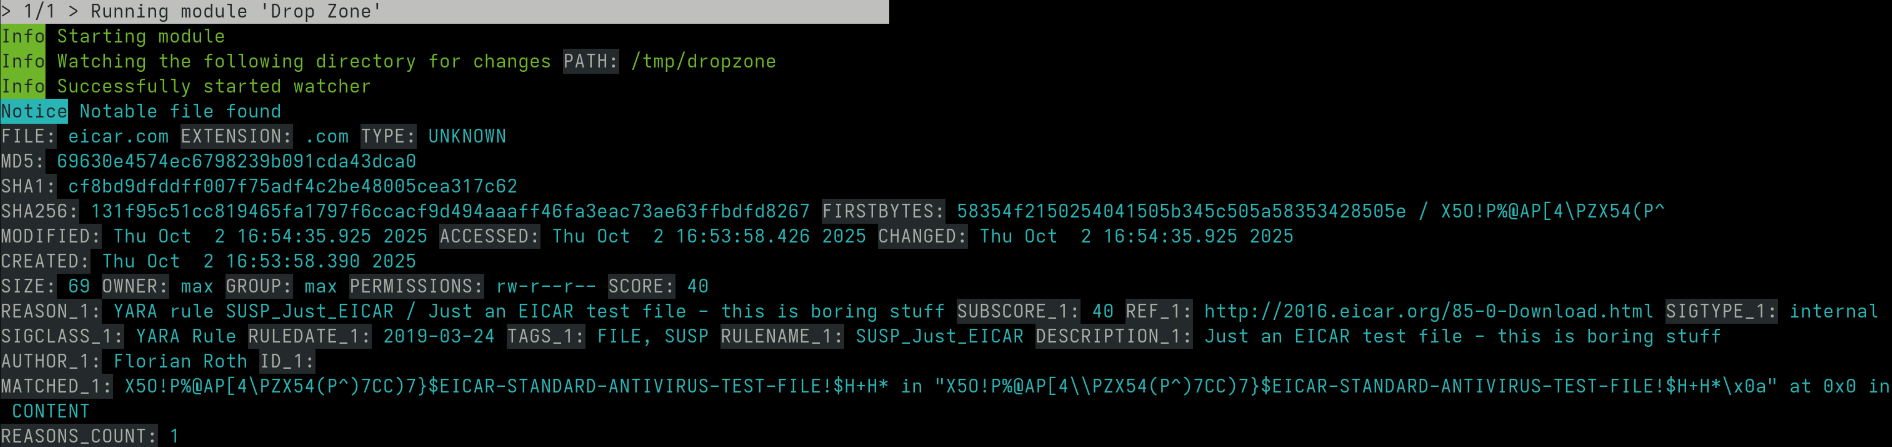 > 1/1 > Running module 'Drop Zone'
Info Starting module
Info Watching the following directory for changes PATH: /tmp/dropzone
Info Successfully started watcher
Notice Notable file found
FILE: eicar.com EXTENSION: .com TYPE: UNKNOWN
MD5: 69630e4574ec6798239b091cda43dca0
SHA1: cf8bd9dfddff007f75adf4c2be48005cea317c62
SHA256: 131f95c51cc819465fa1797f6ccacf9d494aaaff46fa3eac73ae63ffbdfd8267 FIRSTBYTES: 58354f2150254041505b345c505a58353428505e / X5O!P%@AP[4\PZX54(P^
MODIFIED: Thu Oct  2 16:54:35.925 2025 ACCESSED: Thu Oct  2 16:53:58.426 2025 CHANGED: Thu Oct  2 16:54:35.925 2025
CREATED: Thu Oct  2 16:53:58.390 2025
SIZE: 69 OWNER: max GROUP: max PERMISSIONS: rw-r--r-- SCORE: 40
REASON_1: YARA rule SUSP_Just_EICAR / Just an EICAR test file - this is boring stuff SUBSCORE_1: 40 REF_1: http://2016.eicar.org/85-0-Download.html SIGTYPE_1: internal
SIGCLASS_1: YARA Rule RULEDATE_1: 2019-03-24 TAGS_1: FILE, SUSP RULENAME_1: SUSP_Just_EICAR DESCRIPTION_1: Just an EICAR test file - this is boring stuff
AUTHOR_1: Florian Roth ID_1:
MATCHED_1: X5O!P%@AP[4\PZX54(P^)7CC)7}$EICAR-STANDARD-ANTIVIRUS-TEST-FILE!$H+H* in "X5O!P%@AP[4\\PZX54(P^)7CC)7}$EICAR-STANDARD-ANTIVIRUS-TEST-FILE!$H+H*\x0a" at 0x0 in
CONTENT
REASONS_COUNT: 1